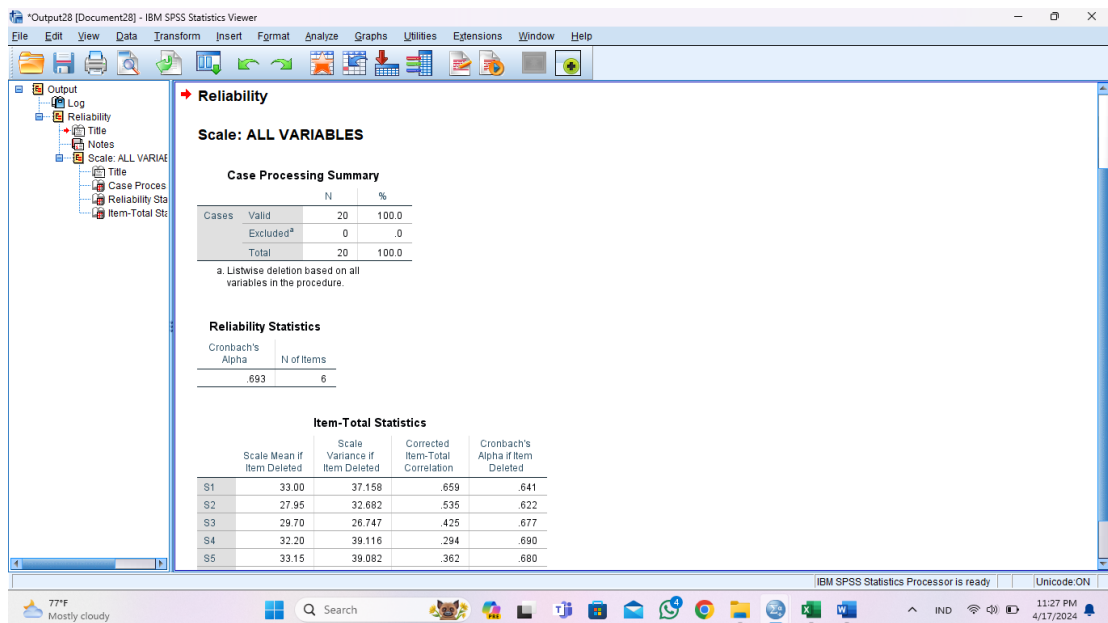 *Output28 [Document28] - IBM SPSS Statistics Viewer
File Edit View Data Transform Insert Format Analyze Graphs Utilities Extensions Window Help
Output
Log
Reliability
Title
Notes
Scale: ALL VARIAE
Title
Case Proces
Reliability Sta
Item-Total Sta
Reliability
Scale: ALL VARIABLES
Case Processing Summary
N %
Cases Valid 20 100.0
Excludedª 0 .0
Total 20 100.0
a. Listwise deletion based on all
variables in the procedure.
Reliability Statistics
Cronbach's
Alpha N of Items
.693 6
Item-Total Statistics
Scale Mean if Item Deleted Scale Variance if Item Deleted Corrected Item-Total Correlation Cronbach's Alpha if Item Deleted
S1 33.00 37.158 .659 .641
S2 27.95 32.682 .535 .622
S3 29.70 26.747 .425 .677
S4 32.20 39.116 .294 .690
S5 33.15 39.082 .362 .680
IBM SPSS Statistics Processor is ready Unicode:ON
77°F
Mostly cloudy
Search
4
IND
11:27 PM
4/17/2024